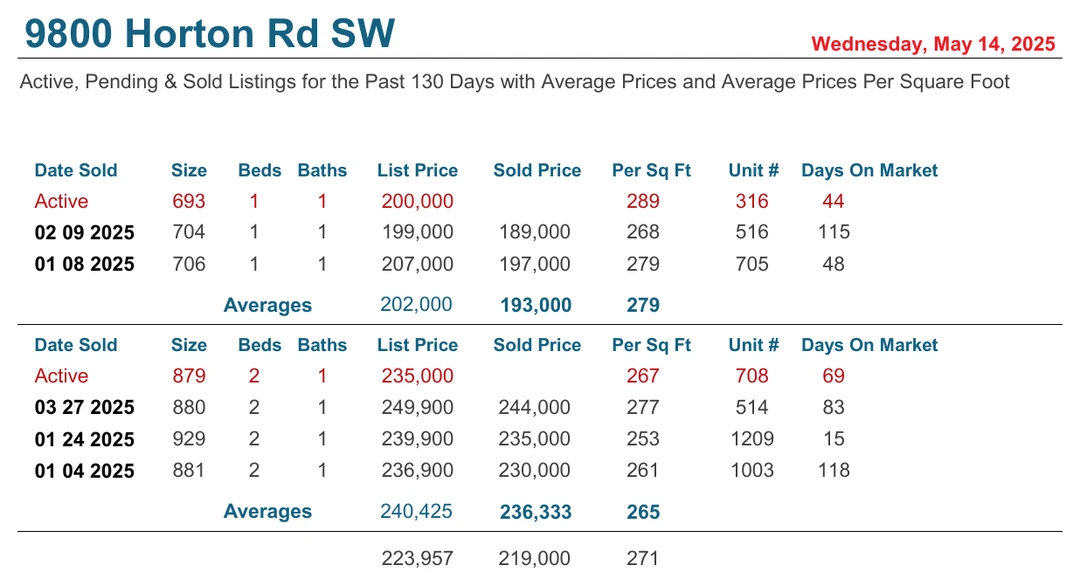 9800 Horton Rd SW
Wednesday, May 14, 2025
Active, Pending & Sold Listings for the Past 130 Days with Average Prices and Average Prices Per Square Foot
Date Sold Size Beds Baths List Price Sold Price Per Sq Ft Unit # Days On Market
Active 693 1 1 200,000 289 316 44
02 09 2025 704 1 1 199,000 189,000 268 516 115
01 08 2025 706 1 1 207,000 197,000 279 705 48
Averages 202,000 193,000 279
Date Sold Size Beds Baths List Price Sold Price Per Sq Ft Unit # Days On Market
Active 879 2 1 235,000 267 708 69
03 27 2025 880 2 1 249,900 244,000 277 514 83
01 24 2025 929 2 1 239,900 235,000 253 1209 15
01 04 2025 881 2 1 236,900 230,000 261 1003 118
Averages 240,425 236,333 265
223,957 219,000 271